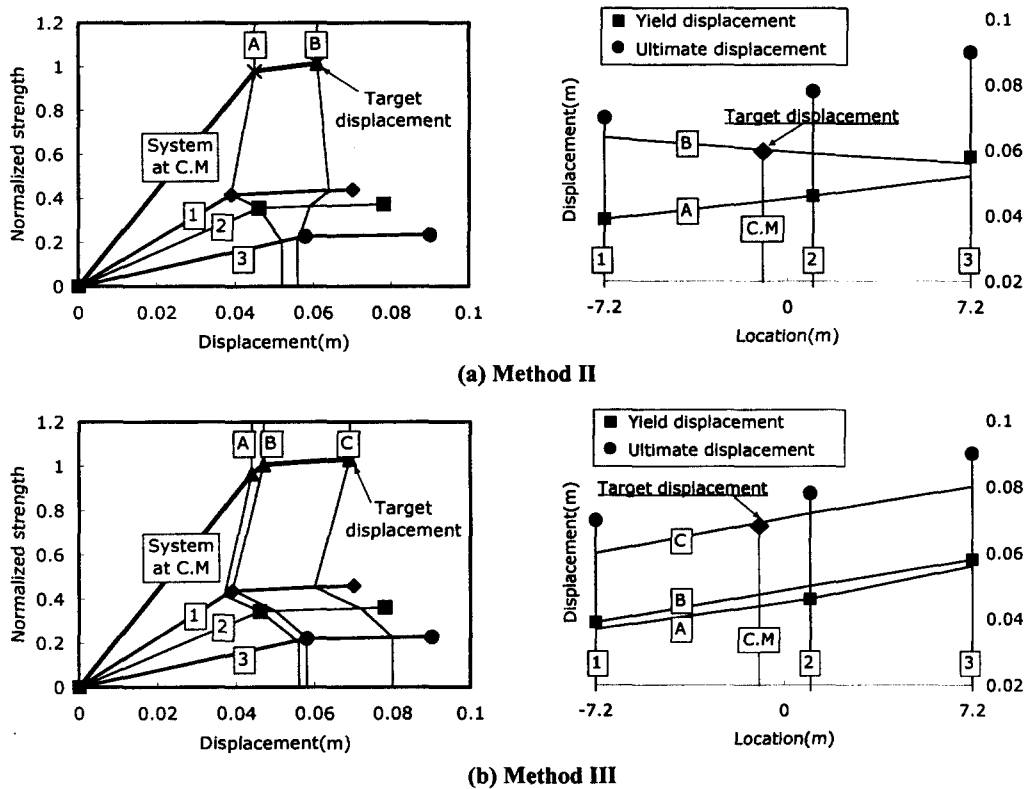 1.2
1
0.8
0.6
0.4
0.2
0
Normalized strength
A
B
Target
displacement
System
at C.M
1
2
3
0
0.02
0.04
0.06
0.08
0.1
Displacement(m)
Yield displacement
Ultimate displacement
0.1
0.08
0.06
0.04
0.02
Displacement(m)
Target displacement
B
A
C.M
1
2
3
-7.2
0
7.2
Location(m)
(a) Method II
1.2
1
0.8
0.6
0.4
0.2
0
Normalized strength
A
B
C
Target
displacement
System
at C.M
1
2
3
0
0.02
0.04
0.06
0.08
0.1
Displacement(m)
Yield displacement
Ultimate displacement
0.1
0.08
0.06
0.04
0.02
Displacement(m)
Target displacement
C
B
A
C.M
1
2
3
-7.2
0
7.2
Location(m)
(b) Method III